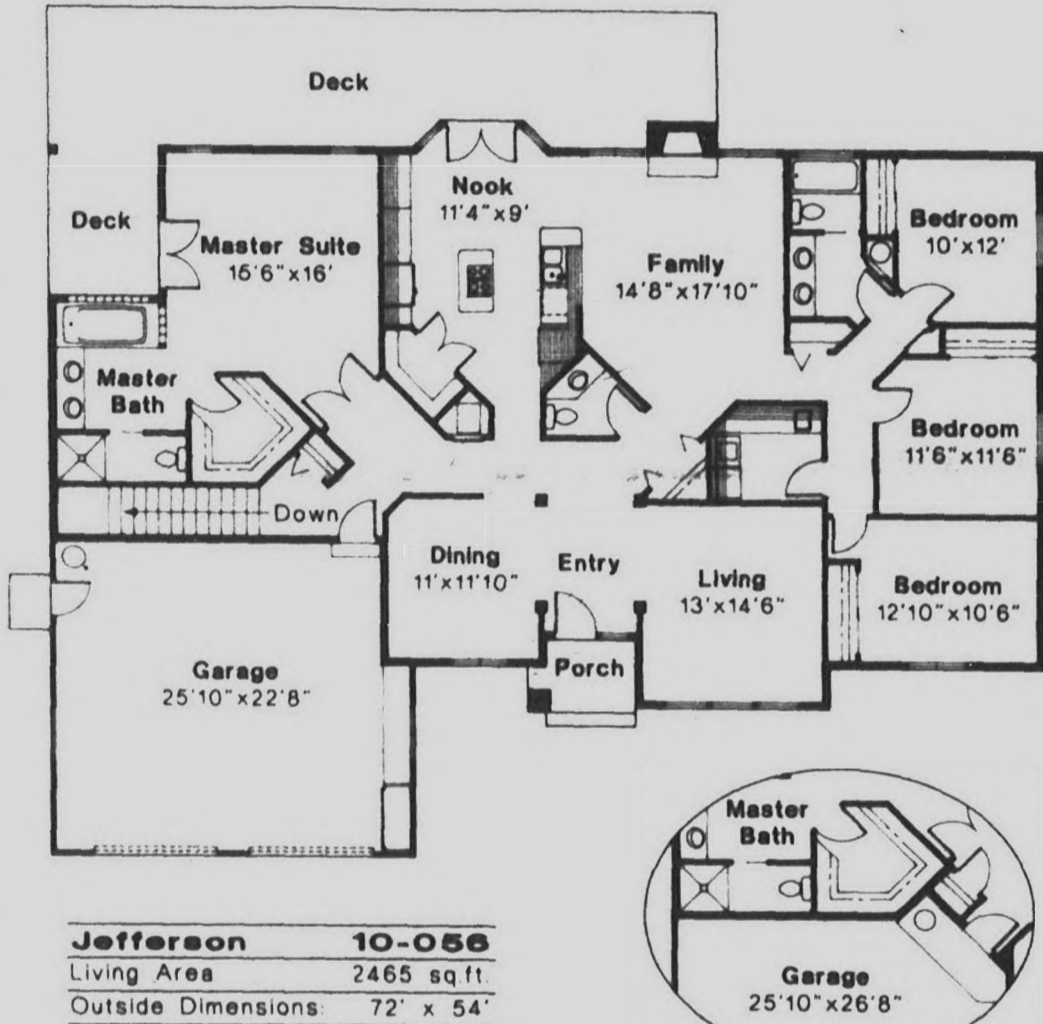 Deck
Nook
11'4"x9'
Deck
Master Suite
15'6"x16'
Family
14'8"x17'10"
Bedroom
10'x12'
Master
Bath
Bedroom
11'6"x11'6"
Down
Dining
11'x11'10"
Entry
Living
13'x14'6"
Bedroom
12'10"x10'6"
Garage
25'10"x22'8"
Porch
Master
Bath
Garage
25'10"x26'8"
Jefferson 10-056
Living Area 2465 sq.ft.
Outside Dimensions: 72' x 54'